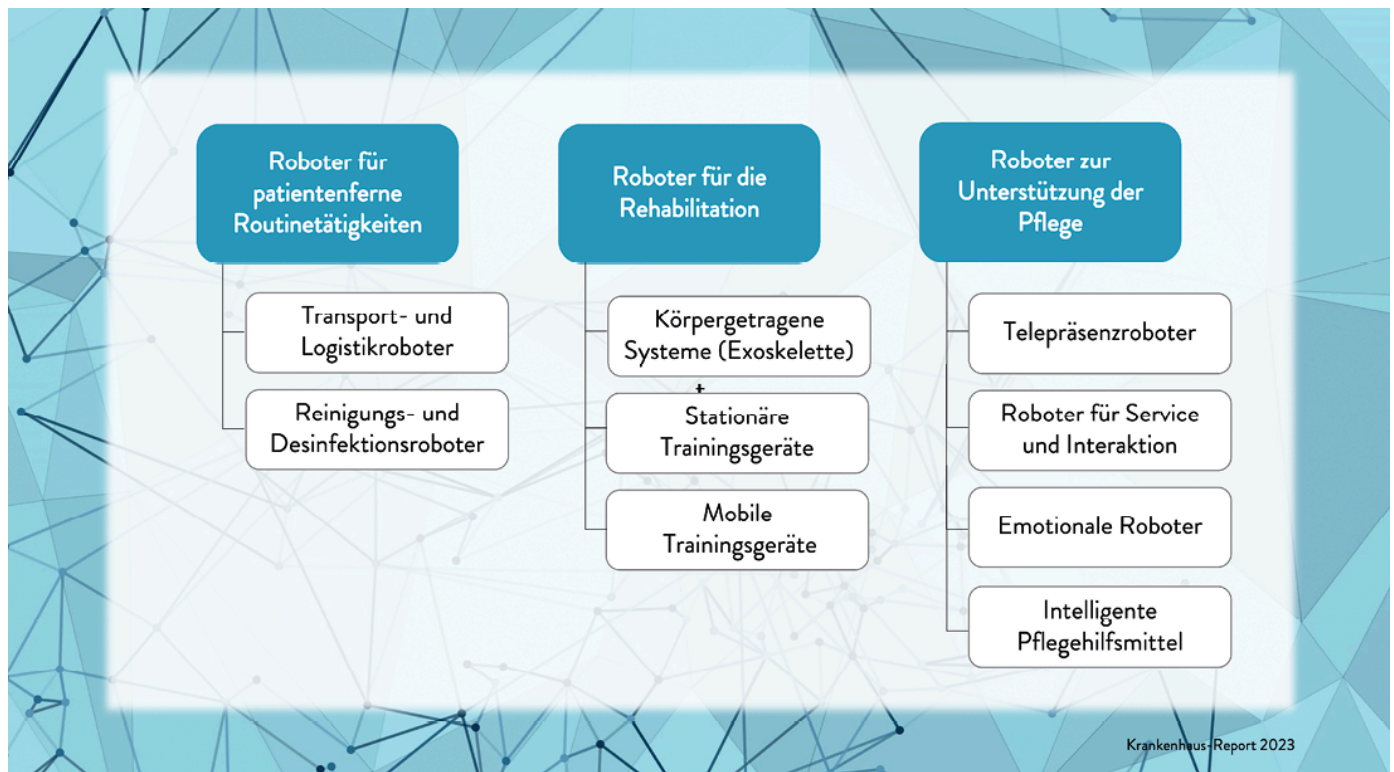 Roboter für
patientenferne
Routinetätigkeiten
Transport- und
Logistikroboter
Reinigungs- und
Desinfektionsroboter
Roboter für die
Rehabilitation
Körpergetragene
Systeme (Exoskelette)
+
Stationäre
Trainingsgeräte
Mobile
Trainingsgeräte
Roboter zur
Unterstützung der
Pflege
Telepräsenzroboter
Roboter für Service
und Interaktion
Emotionale Roboter
Intelligente
Pflegehilfsmittel
Krankenhaus-Report 2023